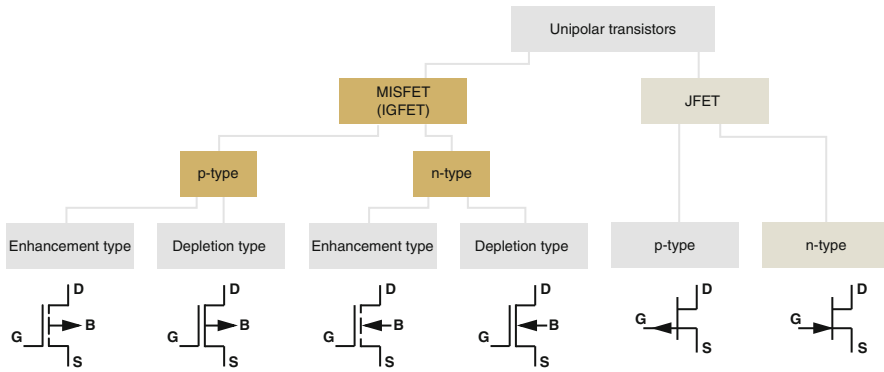 Unipolar transistors
MISFET
(IGFET)
JFET
p-type
n-type
Enhancement type
Depletion type
Enhancement type
Depletion type
p-type
n-type
D
G
B
S
D
G
B
S
D
G
B
S
D
G
B
S
D
G
S
D
G
S